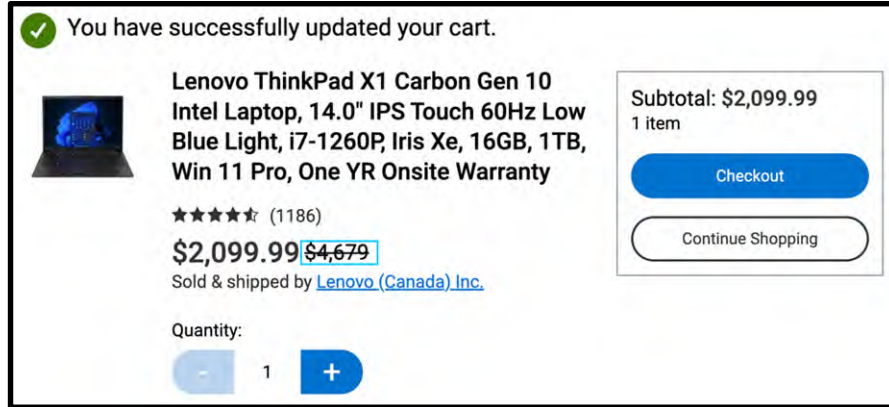 You have successfully updated your cart.
Lenovo ThinkPad X1 Carbon Gen 10
Intel Laptop, 14.0" IPS Touch 60Hz Low
Blue Light, i7-1260P, Iris Xe, 16GB, 1TB,
Win 11 Pro, One YR Onsite Warranty
(1186)
$2,099.99 $4,679
Sold & shipped by Lenovo (Canada) Inc.
Quantity:
- 1 +
Subtotal: $2,099.99
1 item
Checkout
Continue Shopping